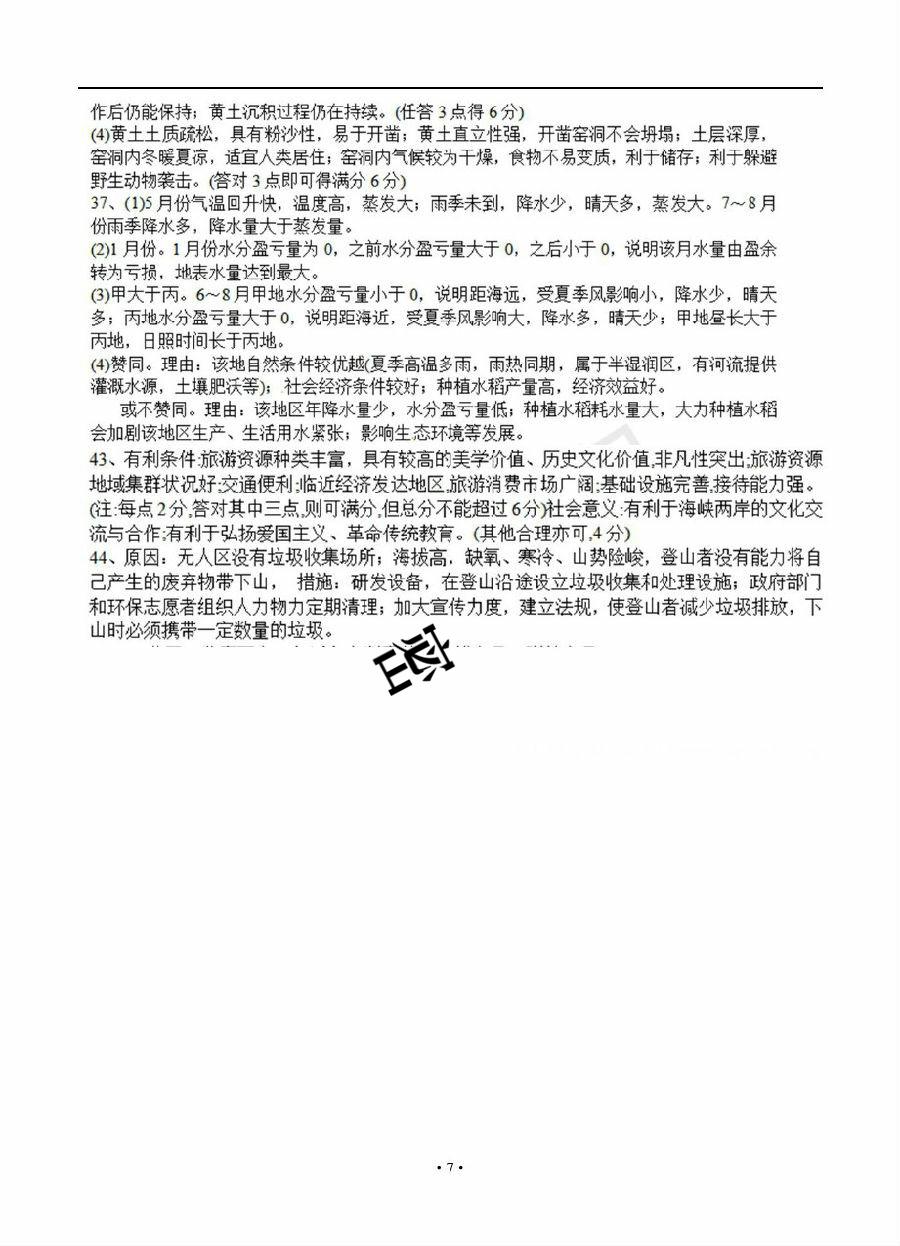 作后仍能保持；黄土沉积过程仍在持续。(任答 3 点得 6 分)
(4)黄土土质疏松，具有粉沙性，易于开凿；黄土直立性强，开凿窑洞不会坍塌；土层深厚，
窑洞内冬暖夏凉，适宜人类居住；窑洞内气候较为干燥，食物不易变质，利于储存；利于躲避
野生动物袭击。(答对 3 点即可得满分 6 分)
37、(1)5 月份气温回升快，温度高，蒸发大；雨季未到，降水少，晴天多，蒸发大。7～8 月
份雨季降水多，降水量大于蒸发量。
(2)1 月份。1 月份水分盈亏量为 0，之前水分盈亏量大于 0，之后小于 0，说明该月水量由盈余
转为亏损，地表水量达到最大。
(3)甲大于丙。6～8 月甲地水分盈亏量小于 0，说明距海远，受夏季风影响小，降水少，晴天
多；丙地水分盈亏量大于 0，说明距海近，受夏季风影响大，降水多，晴天少；甲地昼长大于
丙地，日照时间长于丙地。
(4)赞同。理由：该地自然条件较优越(夏季高温多雨，雨热同期，属于半湿润区，有河流提供
灌溉水源，土壤肥沃等)；社会经济条件较好；种植水稻产量高，经济效益好。
或不赞同。理由：该地区年降水量少，水分盈亏量低；种植水稻耗水量大，大力种植水稻
会加剧该地区生产、生活用水紧张；影响生态环境等发展。
43、有利条件:旅游资源种类丰富，具有较高的美学价值、历史文化价值,非凡性突出;旅游资源
地域集群状况好;交通便利;临近经济发达地区,旅游消费市场广阔;基础设施完善,接待能力强。
(注:每点 2 分,答对其中三点,则可满分,但总分不能超过 6 分)社会意义:有利于海峡两岸的文化交
流与合作;有利于弘扬爱国主义、革命传统教育。(其他合理亦可,4 分)
44、原因：无人区没有垃圾收集场所；海拔高，缺氧、寒冷、山势险峻，登山者没有能力将自
己产生的废弃物带下山， 措施：研发设备，在登山沿途设立垃圾收集和处理设施；政府部门
和环保志愿者组织人力物力定期清理；加大宣传力度，建立法规，使登山者减少垃圾排放，下
山时必须携带一定数量的垃圾。
密
·7·